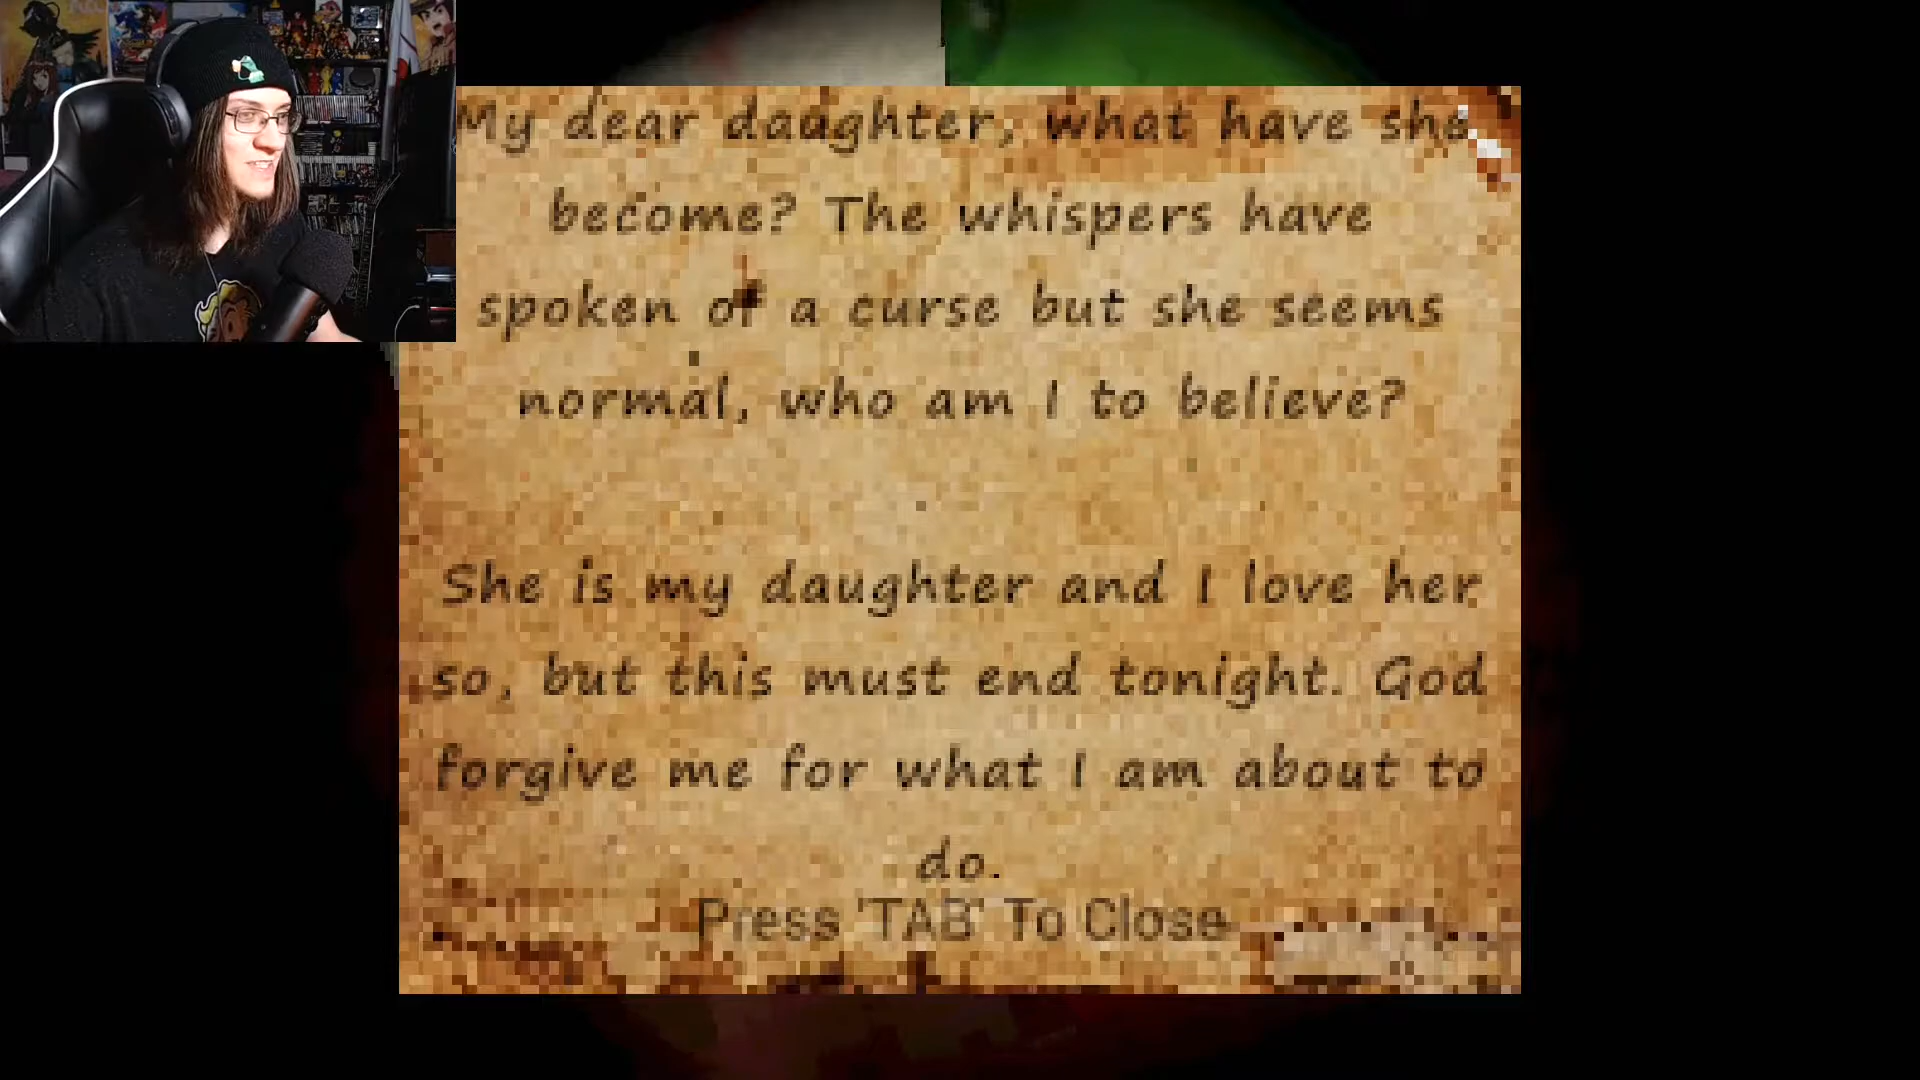 My dear daughter, what have she
become? The whispers have
spoken of a curse but she seems
normal, who am I to believe?
She is my daughter and I love her
so, but this must end tonight. God
forgive me for what I am about to
do.
Press 'TAB' To Close